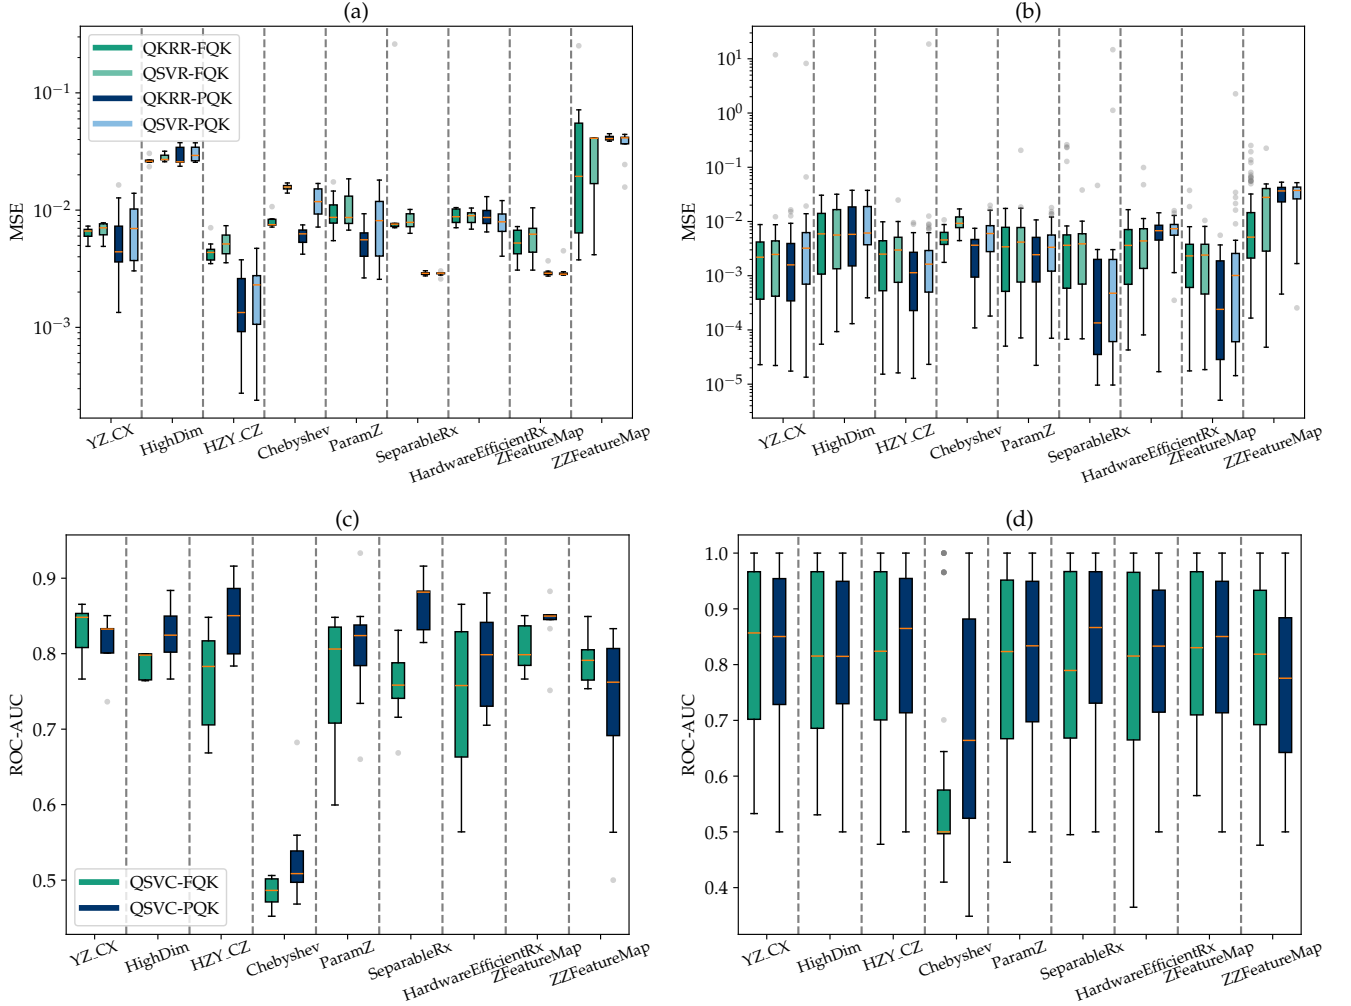 (a)
MSE
10⁻¹
10⁻²
10⁻³
QKRR-FQK
QSVR-FQK
QKRR-PQK
QSVR-PQK
YZ_CX
HighDim
HZY_CZ
Chebyshev
ParamZ
SeparableRx
HardwareEfficientRx
ZFeatureMap
ZZFeatureMap
(b)
MSE
10¹
10⁰
10⁻¹
10⁻²
10⁻³
10⁻⁴
10⁻⁵
YZ_CX
HighDim
HZY_CZ
Chebyshev
ParamZ
SeparableRx
HardwareEfficientRx
ZFeatureMap
ZZFeatureMap
(c)
ROC-AUC
0.9
0.8
0.7
0.6
0.5
QSVC-FQK
QSVC-PQK
YZ_CX
HighDim
HZY_CZ
Chebyshev
ParamZ
SeparableRx
HardwareEfficientRx
ZFeatureMap
ZZFeatureMap
(d)
ROC-AUC
1.0
0.9
0.8
0.7
0.6
0.5
0.4
YZ_CX
HighDim
HZY_CZ
Chebyshev
ParamZ
SeparableRx
HardwareEfficientRx
ZFeatureMap
ZZFeatureMap